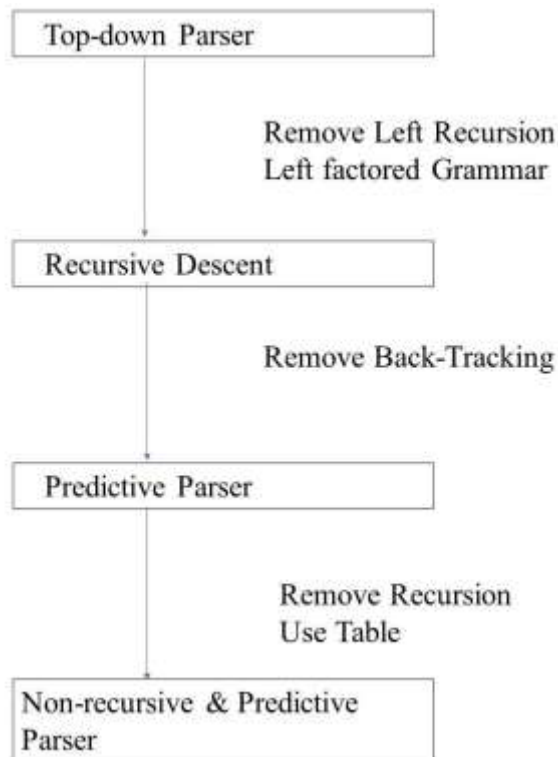 Top-down Parser
Remove Left Recursion
Left factored Grammar
Recursive Descent
Remove Back-Tracking
Predictive Parser
Remove Recursion
Use Table
Non-recursive & Predictive
Parser